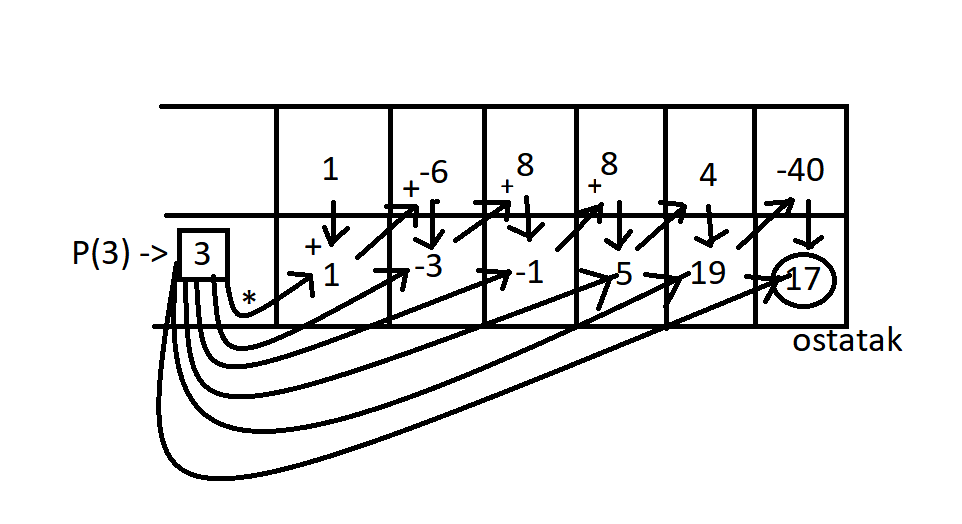 1 + -6 + 8 + 8 4 -40
P(3) -> 3 * + 1 -3 -1 5 19 17
ostatak